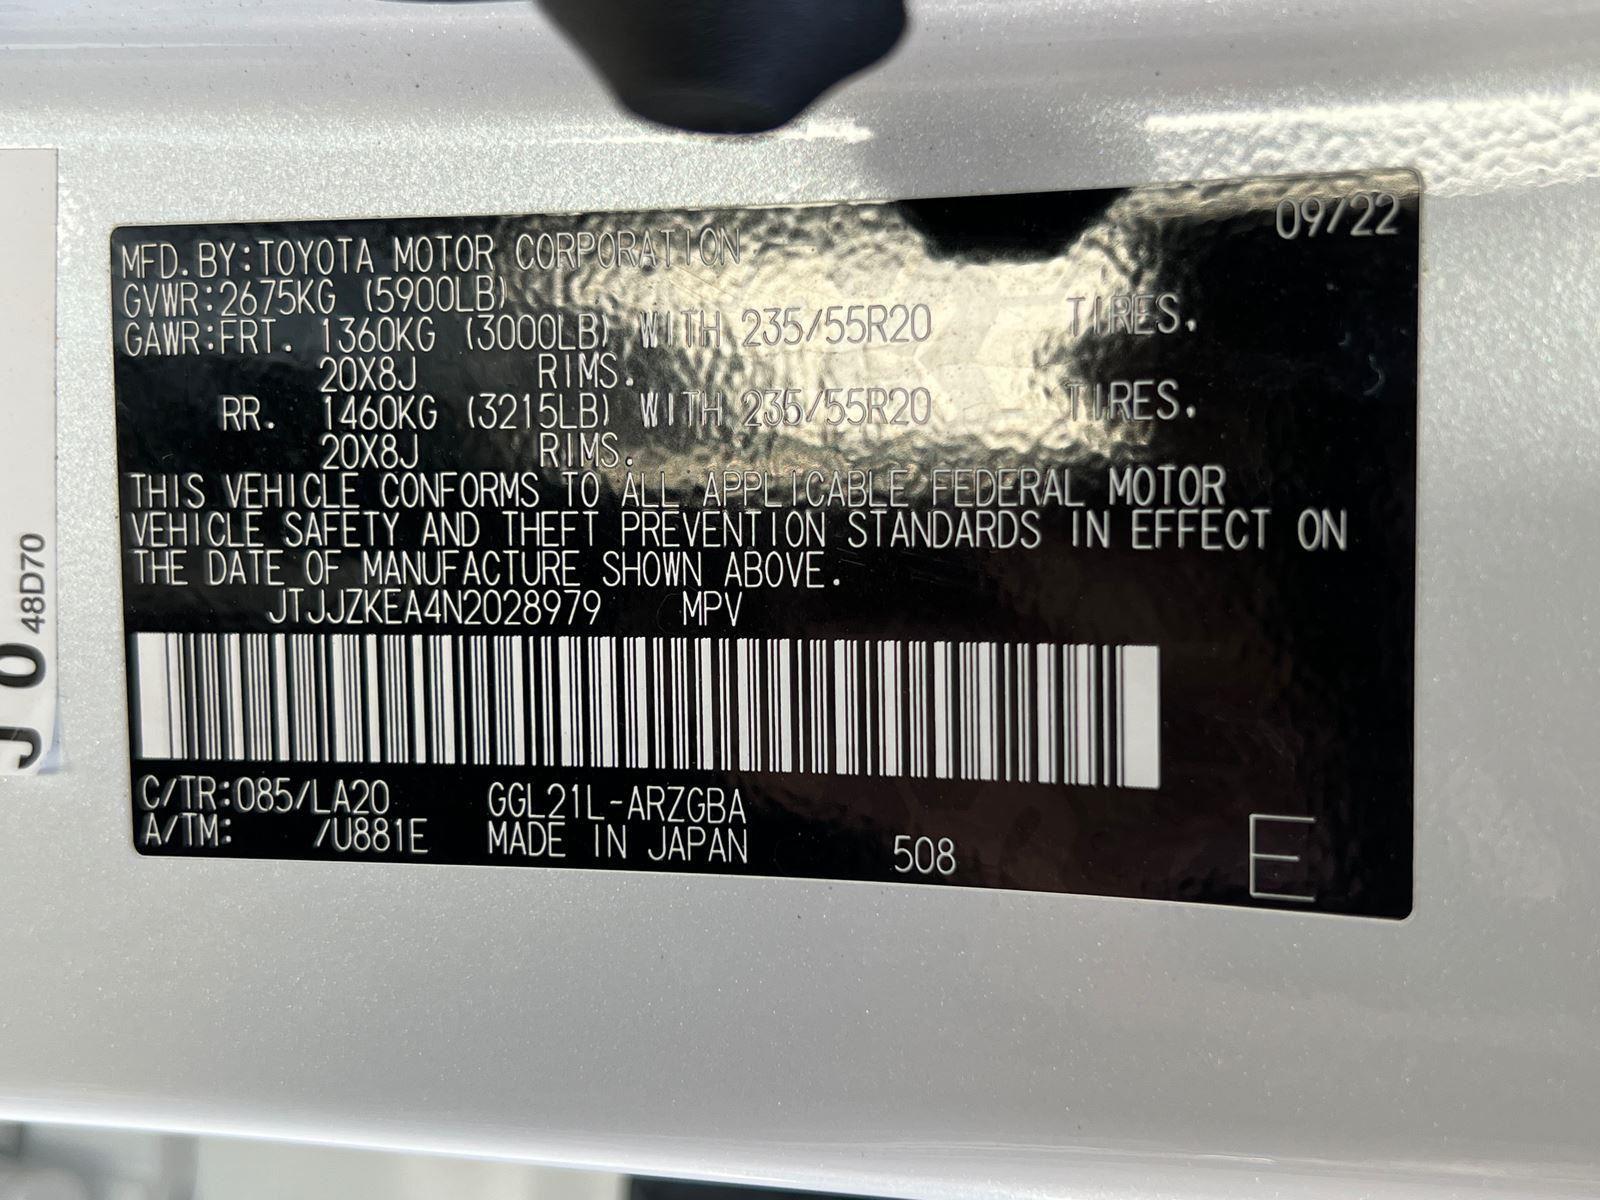 09/22
MFD.BY:TOYOTA MOTOR CORPORATION
GVWR:2675KG (5900LB)
GAWR:FRT. 1360KG (3000LB) WITH 235/55R20 TIRES.
20X8J RIMS.
RR. 1460KG (3215LB) WITH 235/55R20 TIRES.
20X8J RIMS.
THIS VEHICLE CONFORMS TO ALL APPLICABLE FEDERAL MOTOR
VEHICLE SAFETY AND THEFT PREVENTION STANDARDS IN EFFECT ON
THE DATE OF MANUFACTURE SHOWN ABOVE.
JTJJZKEA4N2028979 MPV
C/TR:085/LA20 GGL21L-ARZGBA
A/TM: /U881E MADE IN JAPAN 508 E
J 0
48D70